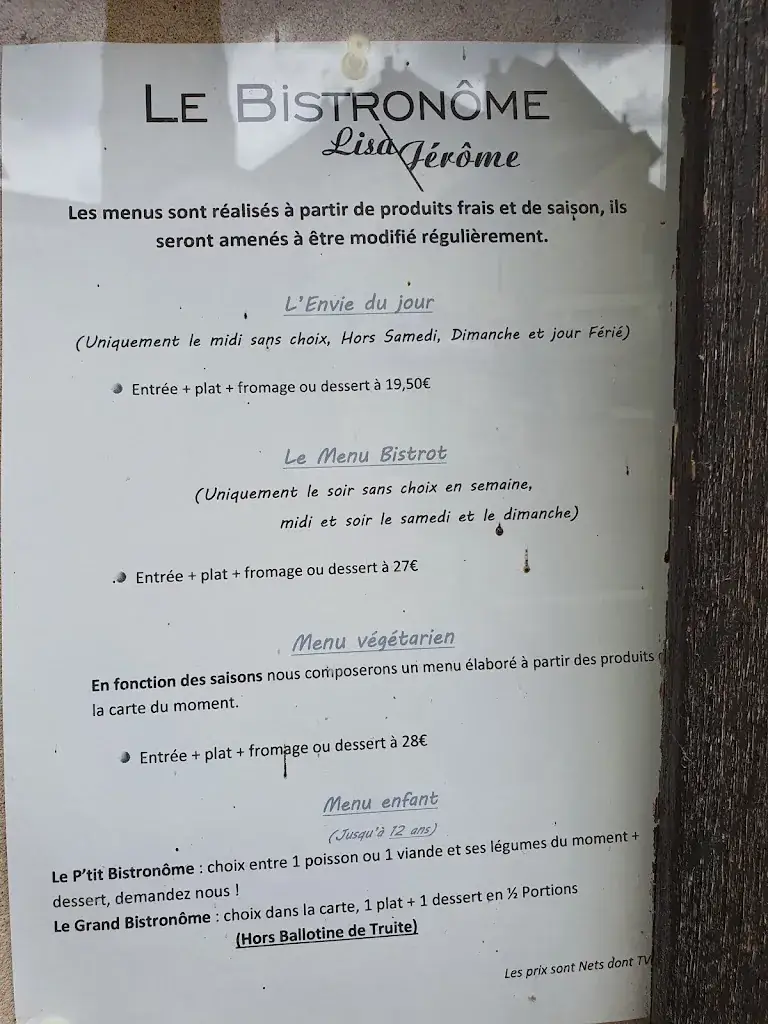 LE BISTRONÔME
Lisa Jérôme
Les menus sont réalisés à partir de produits frais et de saison, ils
seront amenés à être modifié régulièrement.
L'Envie du jour
(Uniquement le midi sans choix, Hors Samedi, Dimanche et jour Férié)
Entrée + plat + fromage ou dessert à 19,50€
Le Menu Bistrot
(Uniquement le soir sans choix en semaine,
midi et soir le samedi et le dimanche)
Entrée + plat + fromage ou dessert à 27€
Menu végétarien
En fonction des saisons nous composerons un menu élaboré à partir des produits
la carte du moment.
Entrée + plat + fromage ou dessert à 28€
Menu enfant
(Jusqu'à 12 ans)
Le P'tit Bistronôme : choix entre 1 poisson ou 1 viande et ses légumes du moment +
dessert, demandez nous !
Le Grand Bistronôme : choix dans la carte, 1 plat + 1 dessert en ½ Portions
(Hors Ballotine de Truite)
Les prix sont Nets dont TV